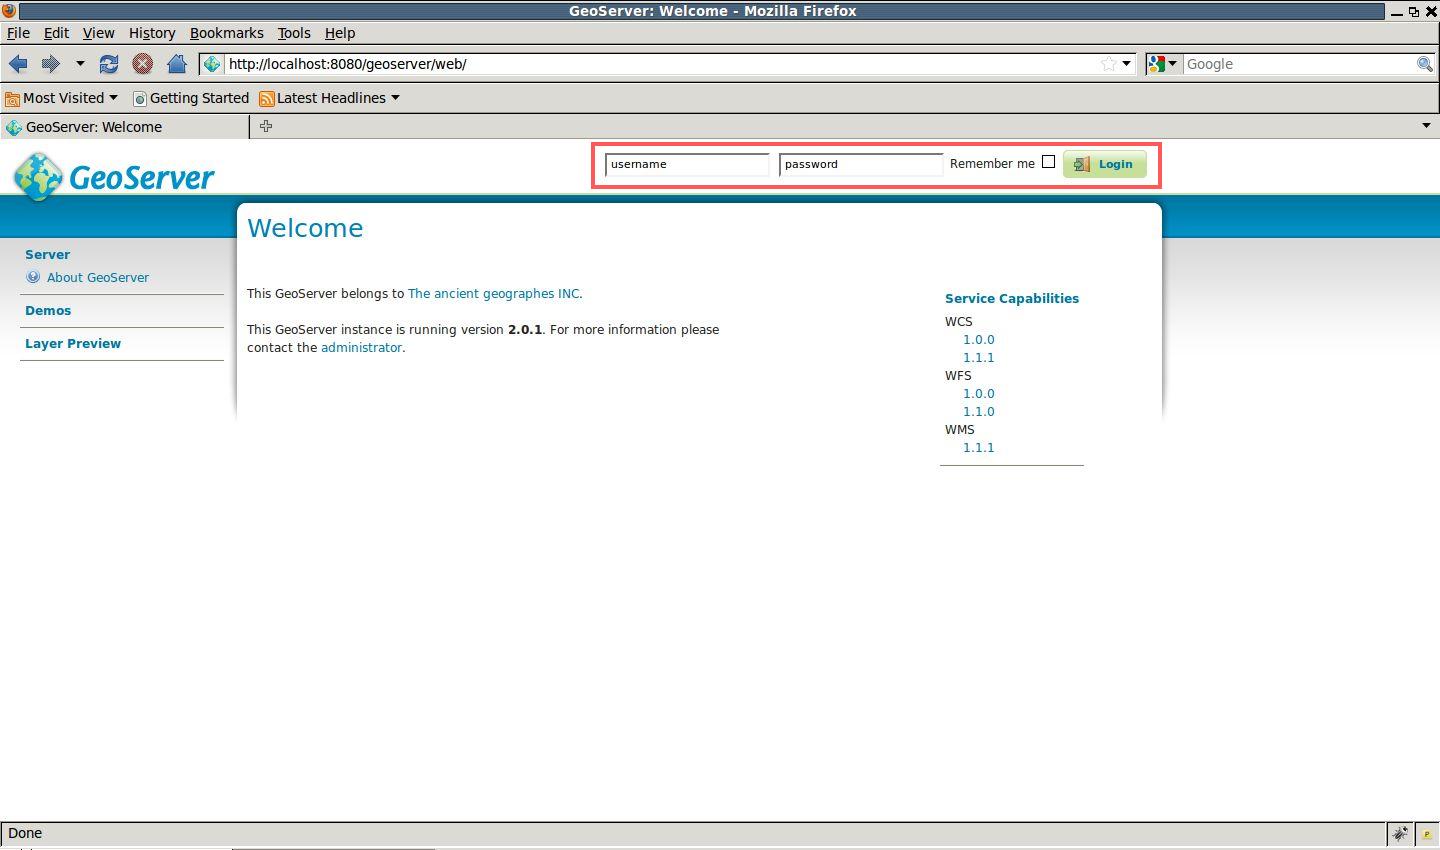 GeoServer: Welcome - Mozilla Firefox
File Edit View History Bookmarks Tools Help
http://localhost:8080/geoserver/web/ Google
Most Visited Getting Started Latest Headlines
GeoServer: Welcome
GeoServer username password Remember me Login
Welcome
Server
About GeoServer
Demos
Layer Preview
This GeoServer belongs to The ancient geographes INC.
This GeoServer instance is running version 2.0.1. For more information please
contact the administrator.
Service Capabilities
WCS
1.0.0
1.1.1
WFS
1.0.0
1.1.0
WMS
1.1.1
Done